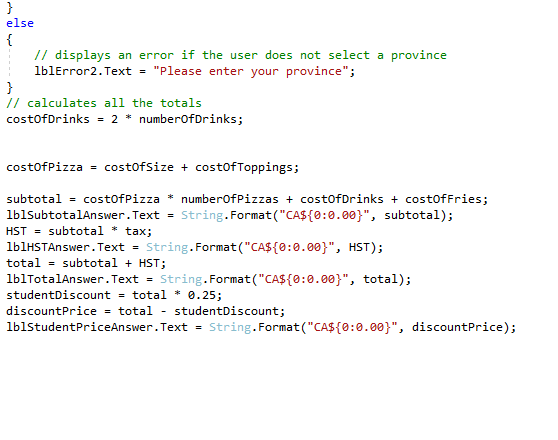 }
else
{
// displays an error if the user does not select a province
lblError2.Text = "Please enter your province";
}
// calculates all the totals
costOfDrinks = 2 * numberOfDrinks;
costOfPizza = costOfSize + costOfToppings;
subtotal = costOfPizza * numberOfPizzas + costOfDrinks + costOfFries;
lblSubtotalAnswer.Text = String.Format("CA${0:0.00}", subtotal);
HST = subtotal * tax;
lblHSTAnswer.Text = String.Format("CA${0:0.00}", HST);
total = subtotal + HST;
lblTotalAnswer.Text = String.Format("CA${0:0.00}", total);
studentDiscount = total * 0.25;
discountPrice = total - studentDiscount;
lblStudentPriceAnswer.Text = String.Format("CA${0:0.00}", discountPrice);